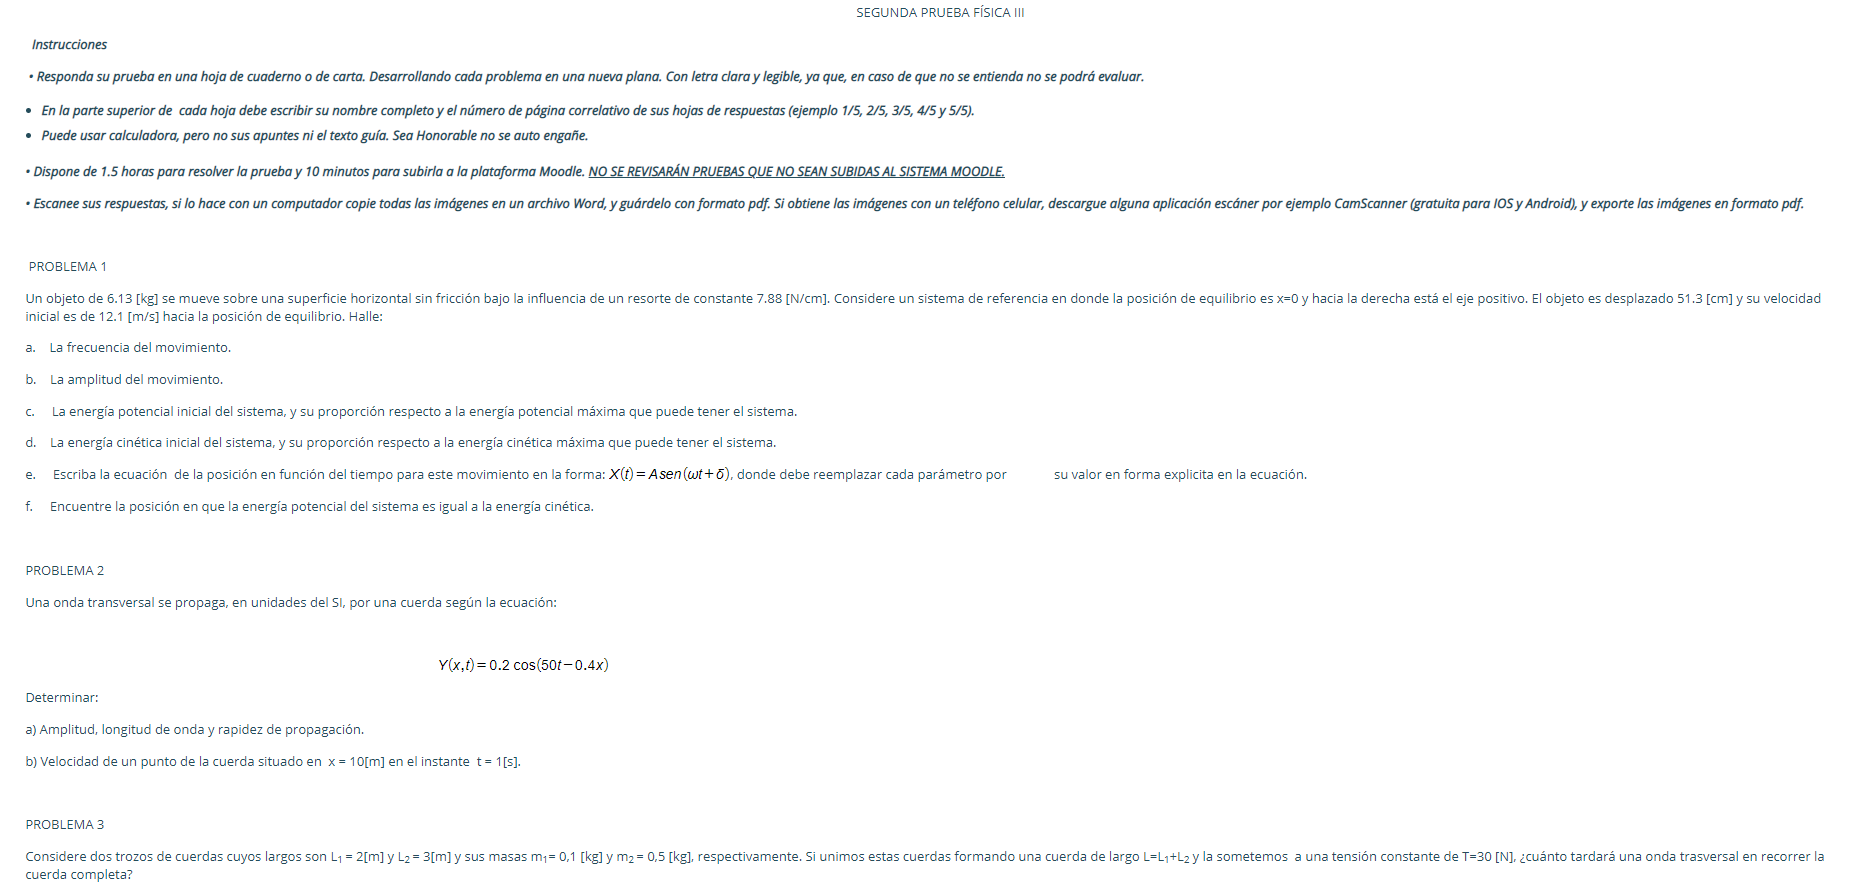 SEGUNDA PRUEBA FÍSICA III
Instrucciones
• Responda su prueba en una hoja de cuaderno o de carta. Desarrollando cada problema en una nueva plana. Con letra clara y legible, ya que, en caso de que no se entienda no se podrá evaluar.
• En la parte superior de cada hoja debe escribir su nombre completo y el número de página correlativo de sus hojas de respuestas (ejemplo 1/5, 2/5, 3/5, 4/5 y 5/5).
• Puede usar calculadora, pero no sus apuntes ni el texto guía. Sea Honorable no se auto engañe.
• Dispone de 1.5 horas para resolver la prueba y 10 minutos para subirla a la plataforma Moodle. NO SE REVISARÁN PRUEBAS QUE NO SEAN SUBIDAS AL SISTEMA MOODLE.
• Escanee sus respuestas, si lo hace con un computador copie todas las imágenes en un archivo Word, y guárdelo con formato pdf. Si obtiene las imágenes con un teléfono celular, descargue alguna aplicación escáner por ejemplo CamScanner (gratuita para IOS y Android), y exporte las imágenes en formato pdf.
PROBLEMA 1
Un objeto de 6.13 [kg] se mueve sobre una superficie horizontal sin fricción bajo la influencia de un resorte de constante 7.88 [N/cm]. Considere un sistema de referencia en donde la posición de equilibrio es x=0 y hacia la derecha está el eje positivo. El objeto es desplazado 51.3 [cm] y su velocidad
inicial es de 12.1 [m/s] hacia la posición de equilibrio. Halle:
a. La frecuencia del movimiento.
b. La amplitud del movimiento.
c. La energía potencial inicial del sistema, y su proporción respecto a la energía potencial máxima que puede tener el sistema.
d. La energía cinética inicial del sistema, y su proporción respecto a la energía cinética máxima que puede tener el sistema.
e. Escriba la ecuación de la posición en función del tiempo para este movimiento en la forma: X(t)=Asen(ωt+δ), donde debe reemplazar cada parámetro por su valor en forma explicita en la ecuación.
f. Encuentre la posición en que la energía potencial del sistema es igual a la energía cinética.
PROBLEMA 2
Una onda transversal se propaga, en unidades del SI, por una cuerda según la ecuación:
Y(x,t)=0.2 cos(50t−0.4x)
Determinar:
a) Amplitud, longitud de onda y rapidez de propagación.
b) Velocidad de un punto de la cuerda situado en x = 10[m] en el instante t = 1[s].
PROBLEMA 3
Considere dos trozos de cuerdas cuyos largos son L₁ = 2[m] y L₂ = 3[m] y sus masas m₁= 0,1 [kg] y m₂ = 0,5 [kg], respectivamente. Si unimos estas cuerdas formando una cuerda de largo L=L₁+L₂ y la sometemos a una tensión constante de T=30 [N], ¿cuánto tardará una onda trasversal en recorrer la
cuerda completa?